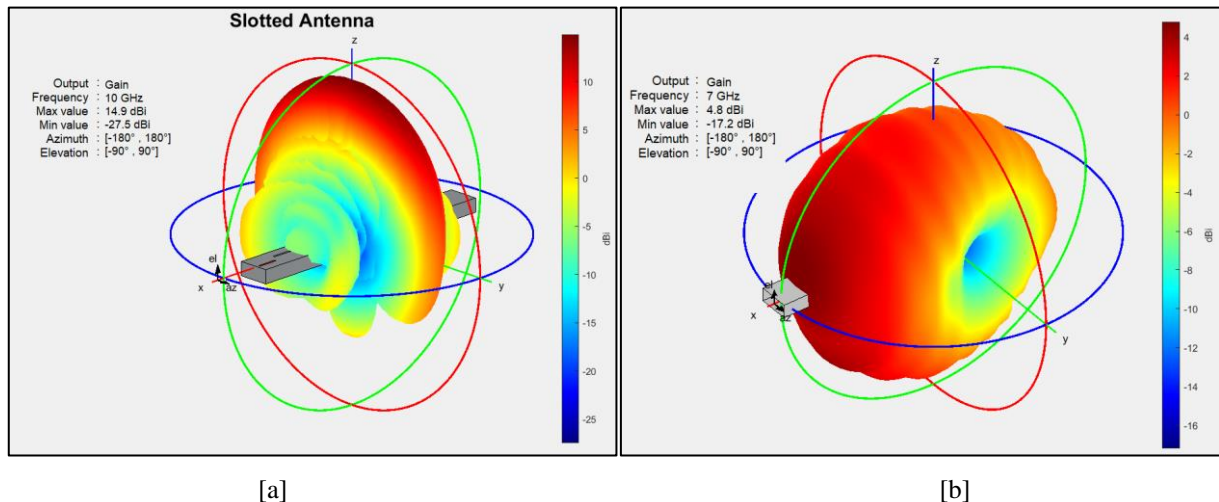 Slotted Antenna
Output : Gain
Frequency : 10 GHz
Max value : 14.9 dBi
Min value : -27.5 dBi
Azimuth : [-180° , 180°]
Elevation : [-90° , 90°]
z
el
x
az
y
10
5
0
-5
-10
-15
-20
-25
dBi
[a]
Output : Gain
Frequency : 7 GHz
Max value : 4.8 dBi
Min value : -17.2 dBi
Azimuth : [-180° , 180°]
Elevation : [-90° , 90°]
z
el
x
az
y
4
2
0
-2
-4
-6
-8
-10
-12
-14
-16
dBi
[b]